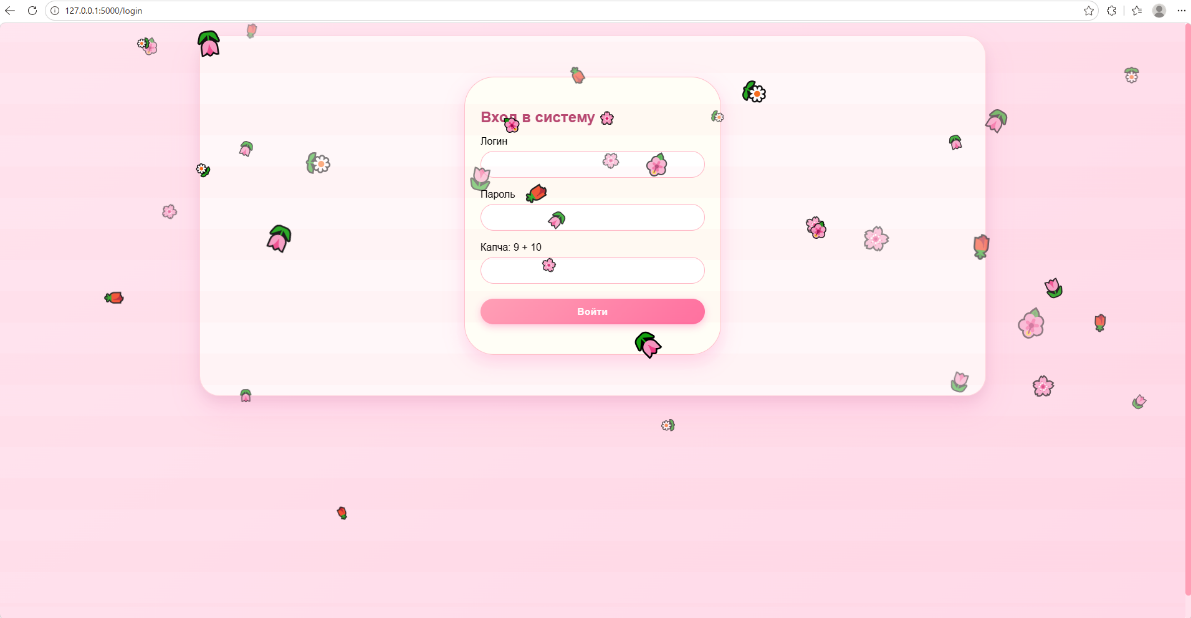 127.0.0.1:5000/login
Вход в систему
Логин
Пароль
Капча: 9 + 10
Войти